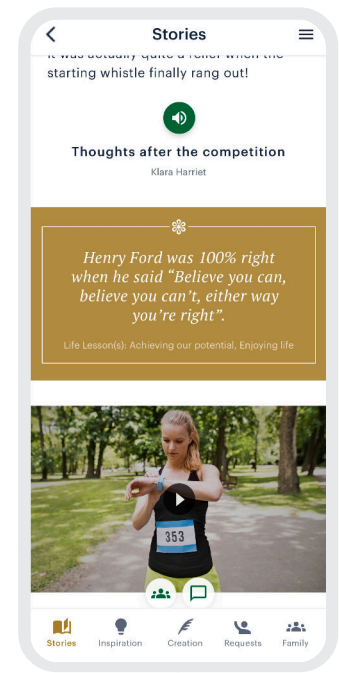 Stories
it was actually quite a relief when the
starting whistle finally rang out!
Thoughts after the competition
Klara Harriet
Henry Ford was 100% right
when he said “Believe you can,
believe you can’t, either way
you’re right”.
Life Lesson(s): Achieving our potential, Enjoying life
353
Stories
Inspiration
Creation
Requests
Family